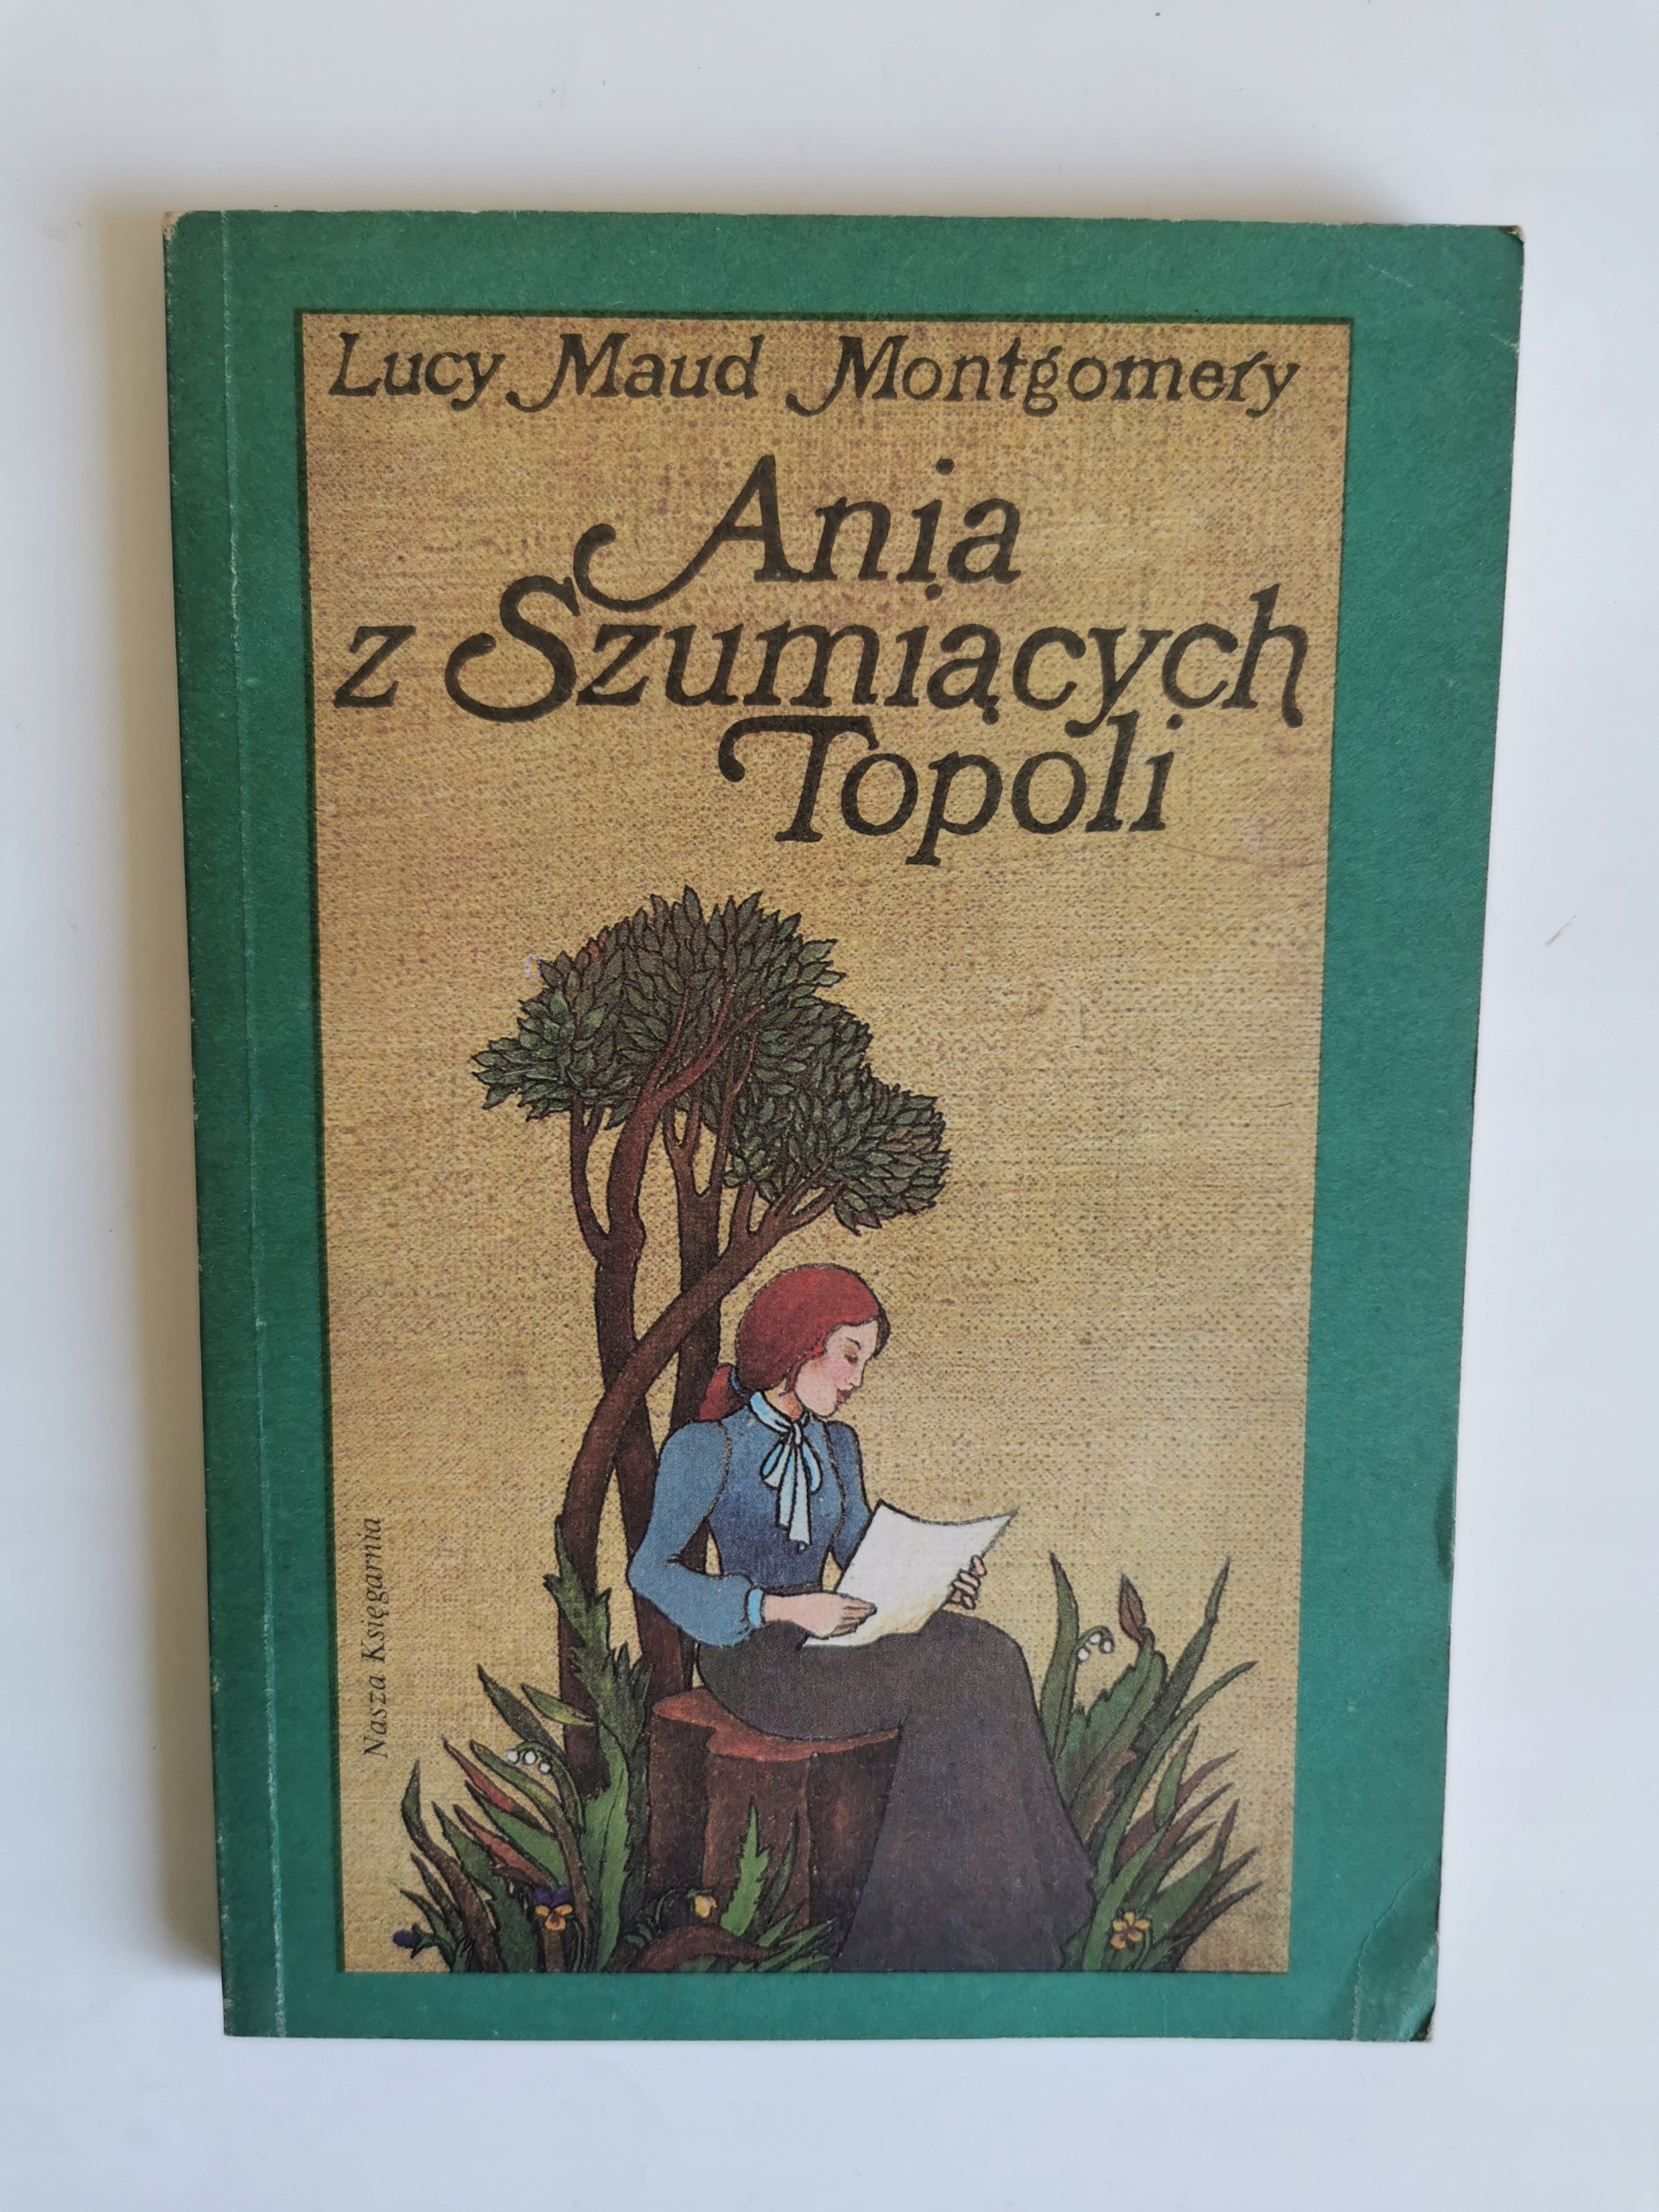 Lucy Maud Montgomery
Ania
z Szumiących
Topoli
Nasza Księgarnia